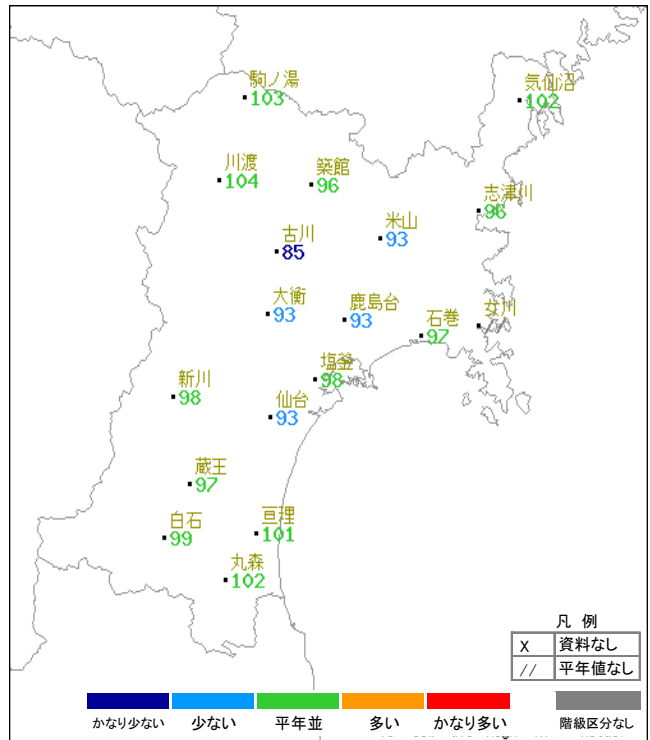 駒ノ湯
103
気仙沼
102
川渡
104
築館
96
志津川
96
米山
93
古川
85
大衡
93
鹿島台
93
石巻
97
女川
//
塩釜
98
新川
98
仙台
93
蔵王
97
白石
99
亘理
101
丸森
102
凡 例
X 資料なし
// 平年値なし
かなり少ない 少ない 平年並 多い かなり多い 階級区分なし